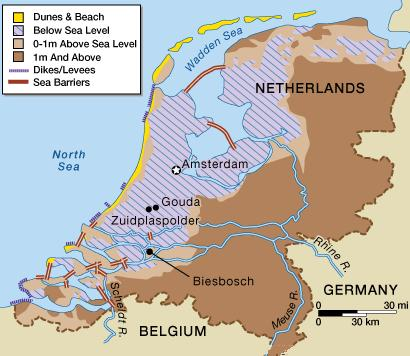 Dunes & Beach
Below Sea Level
0-1m Above Sea Level
1m And Above
Dikes/Levees
Sea Barriers
Wadden Sea
NETHERLANDS
North
Sea
Amsterdam
Gouda
Zuidplaspolder
Biesbosch
Rhine R.
Scheldt R.
Meuse R.
GERMANY
BELGIUM
0 30 mi
0 30 km